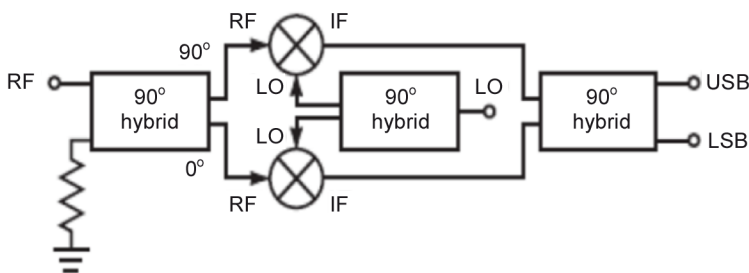 RF
IF
90°
RF
LO
LO
USB
90°
hybrid
90°
hybrid
90°
hybrid
LO
LSB
0°
RF
IF